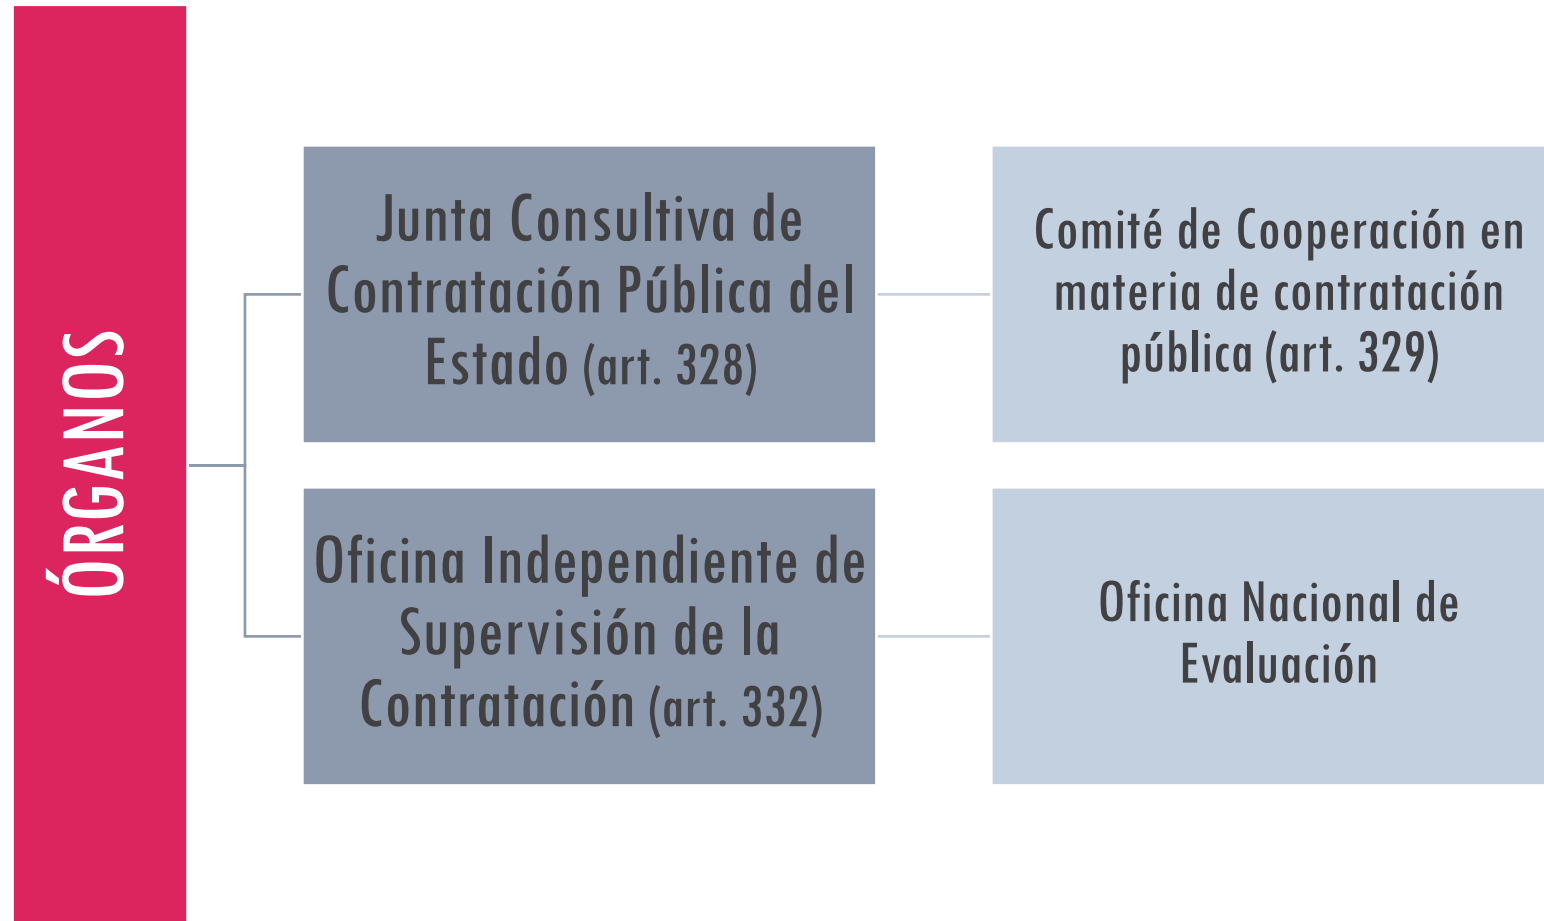 ÓRGANOS
Junta Consultiva de
Contratación Pública del
Estado (art. 328)
Comité de Cooperación en
materia de contratación
pública (art. 329)
Oficina Independiente de
Supervisión de la
Contratación (art. 332)
Oficina Nacional de
Evaluación